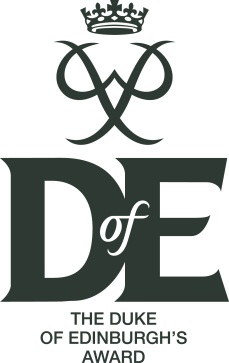 DofE
THE DUKE
OF EDINBURGH'S
AWARD